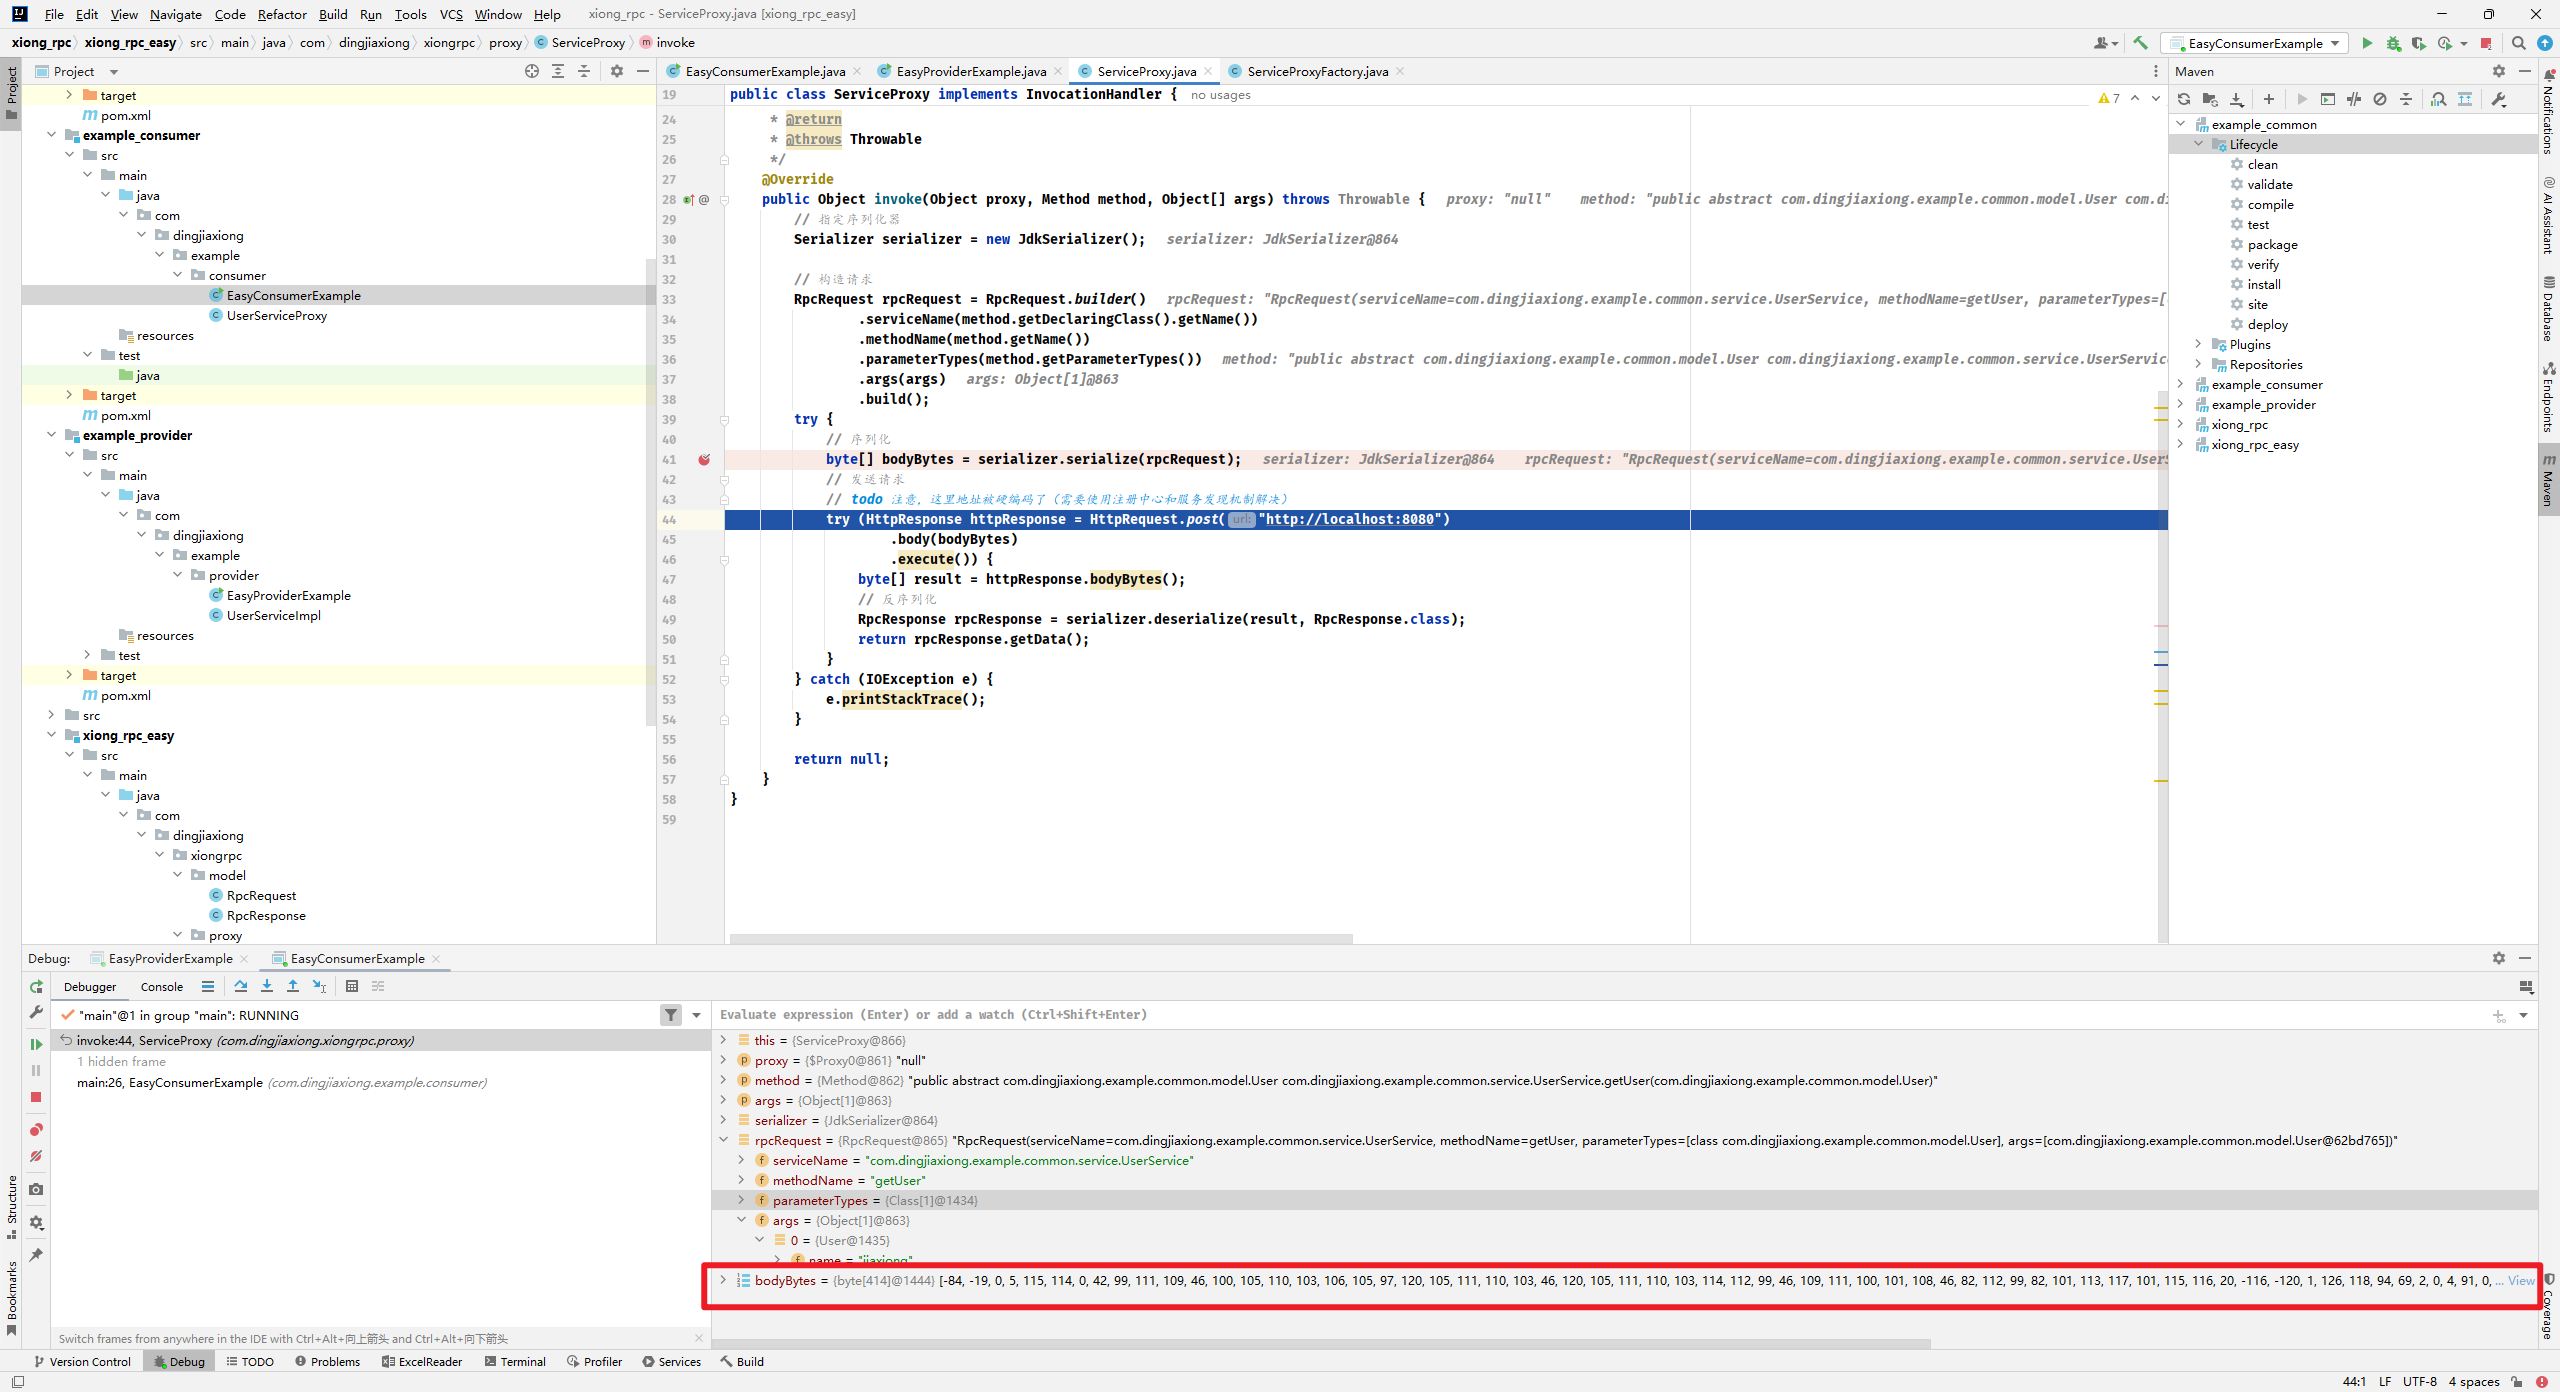 File Edit View Navigate Code Refactor Build Run Tools VCS Window Help xiong_rpc - ServiceProxy.java [xiong_rpc_easy]
xiong_rpc xiong_rpc_easy src main java com dingjiaxiong xiongrpc proxy ServiceProxy invoke
EasyConsumerExample
Project
EasyConsumerExample.java EasyProviderExample.java ServiceProxy.java ServiceProxyFactory.java
Maven
Project
target
pom.xml
example_consumer
src
main
java
com
dingjiaxiong
example
consumer
EasyConsumerExample
UserServiceProxy
resources
test
java
target
pom.xml
example_provider
src
main
java
com
dingjiaxiong
example
provider
EasyProviderExample
UserServiceImpl
resources
test
target
pom.xml
src
xiong_rpc_easy
src
main
java
com
dingjiaxiong
xiongrpc
model
RpcRequest
RpcResponse
proxy
7
19 public class ServiceProxy implements InvocationHandler { no usages
24 * @return
25 * @throws Throwable
26 */
27 @Override
28 public Object invoke(Object proxy, Method method, Object[] args) throws Throwable { proxy: "null" method: "public abstract com.dingjiaxiong.example.common.model.User com.di
29 // 指定序列化器
30 Serializer serializer = new JdkSerializer(); serializer: JdkSerializer@864
31
32 // 构造请求
33 RpcRequest rpcRequest = RpcRequest.builder() rpcRequest: "RpcRequest(serviceName=com.dingjiaxiong.example.common.service.UserService, methodName=getUser, parameterTypes=[
34 .serviceName(method.getDeclaringClass().getName())
35 .methodName(method.getName())
36 .parameterTypes(method.getParameterTypes()) method: "public abstract com.dingjiaxiong.example.common.model.User com.dingjiaxiong.example.common.service.UserServic
37 .args(args) args: Object[1]@863
38 .build();
39 try {
40 // 序列化
41 byte[] bodyBytes = serializer.serialize(rpcRequest); serializer: JdkSerializer@864 rpcRequest: "RpcRequest(serviceName=com.dingjiaxiong.example.common.service.UserS
42 // 发送请求
43 // todo 注意，这里地址被硬编码了（需要使用注册中心和服务发现机制解决）
44 try (HttpResponse httpResponse = HttpRequest.post( url: "http://localhost:8080")
45 .body(bodyBytes)
46 .execute()) {
47 byte[] result = httpResponse.bodyBytes();
48 // 反序列化
49 RpcResponse rpcResponse = serializer.deserialize(result, RpcResponse.class);
50 return rpcResponse.getData();
51 }
52 } catch (IOException e) {
53 e.printStackTrace();
54 }
55
56 return null;
57 }
58 }
59
example_common
Lifecycle
clean
validate
compile
test
package
verify
install
site
deploy
Plugins
Repositories
example_consumer
example_provider
xiong_rpc
xiong_rpc_easy
Notifications
AI Assistant
Database
Endpoints
Maven
Coverage
Structure
Bookmarks
Debug: EasyProviderExample EasyConsumerExample
Debugger Console
"main"@1 in group "main": RUNNING
invoke:44, ServiceProxy (com.dingjiaxiong.xiongrpc.proxy)
1 hidden frame
main:26, EasyConsumerExample (com.dingjiaxiong.example.consumer)
Switch frames from anywhere in the IDE with Ctrl+Alt+向上箭头 and Ctrl+Alt+向下箭头
Evaluate expression (Enter) or add a watch (Ctrl+Shift+Enter)
this = {ServiceProxy@866}
proxy = {$Proxy0@861} "null"
method = {Method@862} "public abstract com.dingjiaxiong.example.common.model.User com.dingjiaxiong.example.common.service.UserService.getUser(com.dingjiaxiong.example.common.model.User)"
args = {Object[1]@863}
serializer = {JdkSerializer@864}
rpcRequest = {RpcRequest@865} "RpcRequest(serviceName=com.dingjiaxiong.example.common.service.UserService, methodName=getUser, parameterTypes=[class com.dingjiaxiong.example.common.model.User], args=[com.dingjiaxiong.example.common.model.User@62bd765])"
serviceName = "com.dingjiaxiong.example.common.service.UserService"
methodName = "getUser"
parameterTypes = {Class[1]@1434}
args = {Object[1]@863}
0 = {User@1435}
name = "jiaxiong"
bodyBytes = {byte[414]@1444} [-84, -19, 0, 5, 115, 114, 0, 42, 99, 111, 109, 46, 100, 105, 110, 103, 106, 105, 97, 120, 105, 111, 110, 103, 46, 120, 105, 111, 110, 103, 114, 112, 99, 46, 109, 111, 100, 101, 108, 46, 82, 112, 99, 82, 101, 113, 117, 101, 115, 116, 20, -116, -120, 1, 126, 118, 94, 69, 2, 0, 4, 91, 0, ... View
Version Control Debug TODO Problems ExcelReader Terminal Profiler Services Build
44:1 LF UTF-8 4 spaces